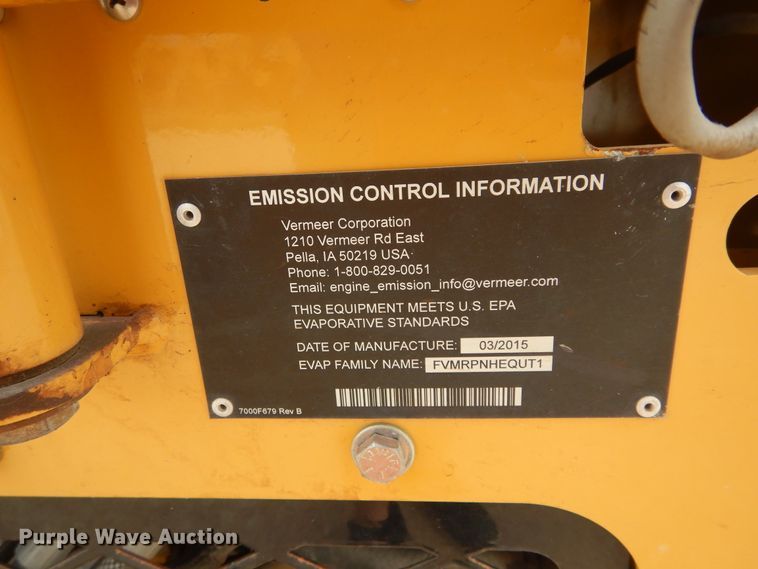 EMISSION CONTROL INFORMATION
Vermeer Corporation
1210 Vermeer Rd East
Pella, IA 50219 USA
Phone: 1-800-829-0051
Email: engine_emission_info@vermeer.com
THIS EQUIPMENT MEETS U.S. EPA
EVAPORATIVE STANDARDS
DATE OF MANUFACTURE: 03/2015
EVAP FAMILY NAME: FVMRPNHEQUT1
7000F679 Rev B
Purple Wave Auction